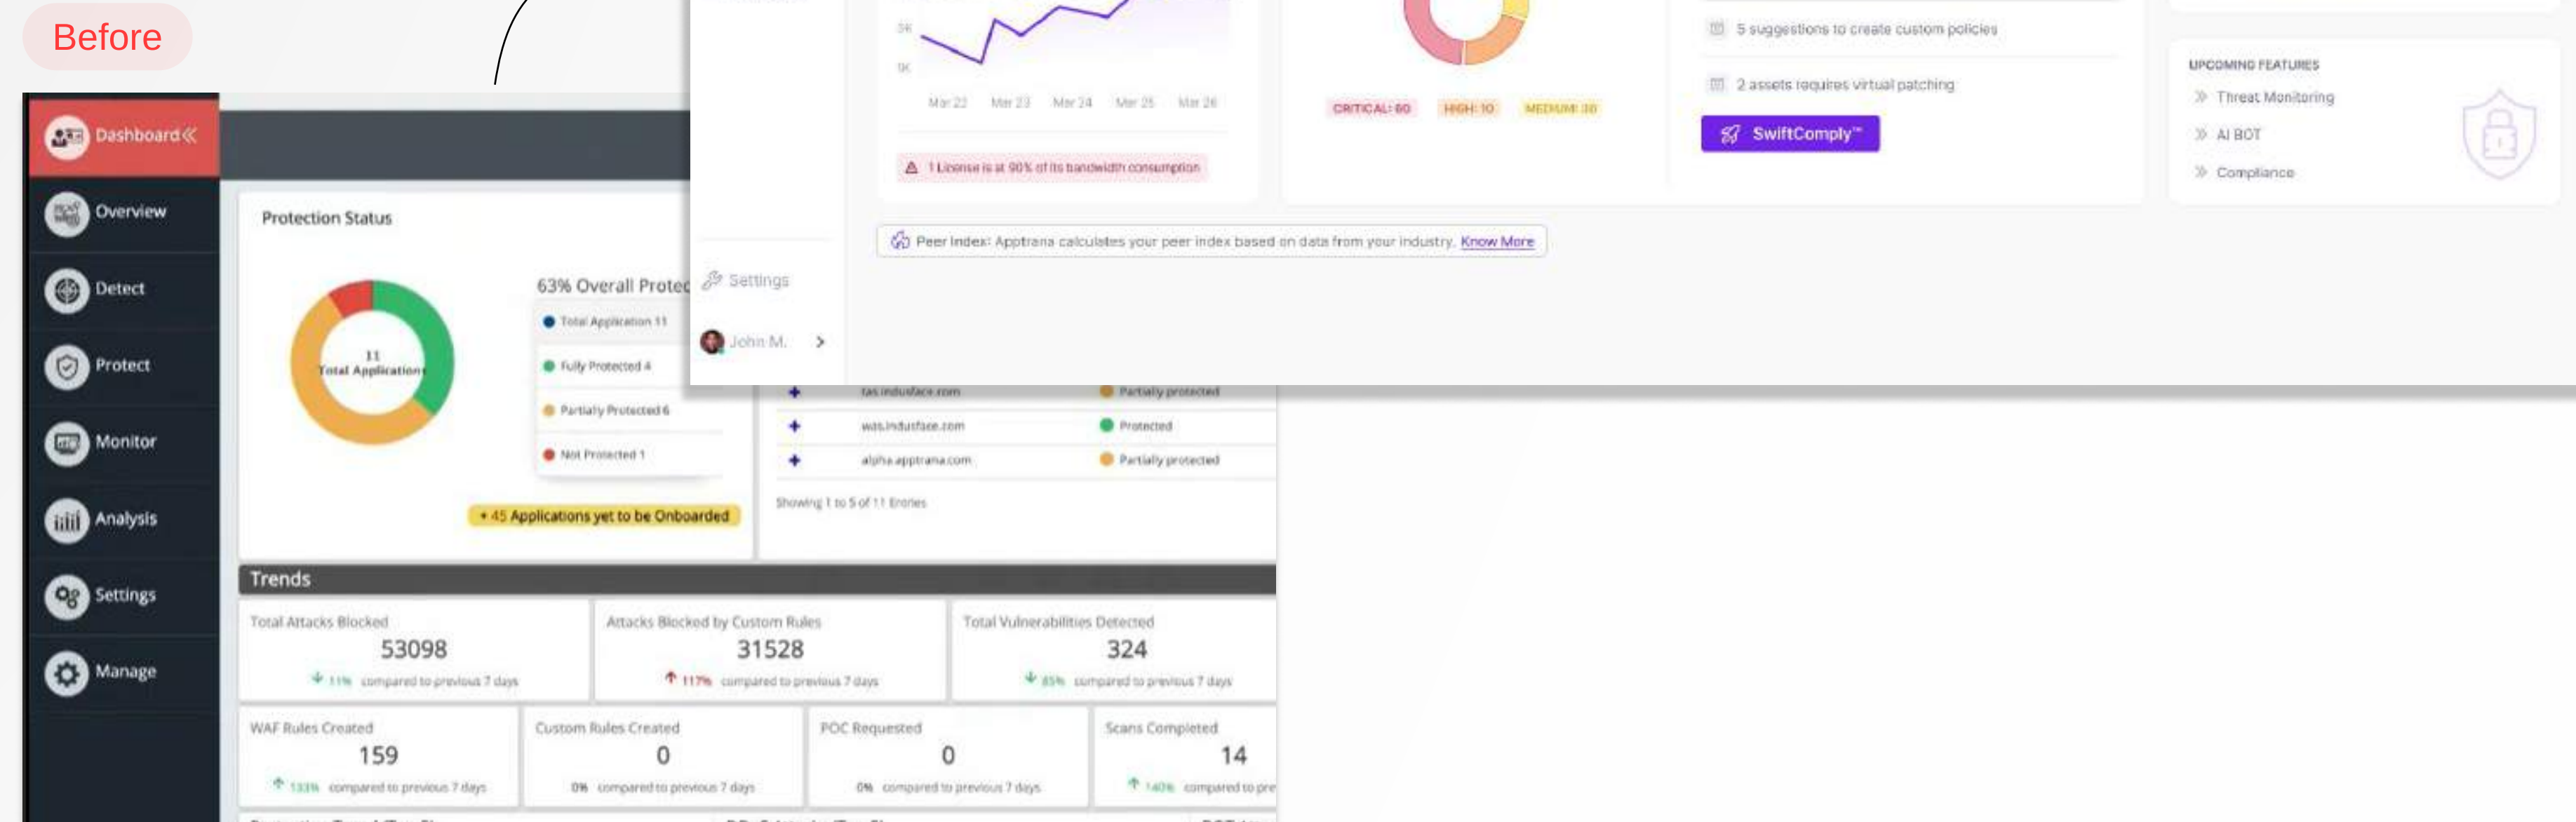 Before
Dashboard
Overview
Detect
Protect
Monitor
Analysis
Settings
Manage
3K
Mar 22 Mar 23 Mar 24 Mar 25 Mar 26
1 License is at 90% of its bandwidth consumption
CRITICAL: 60 HIGH: 10 MEDIUM: 30
5 suggestions to create custom policies
2 assets requires virtual patching
SwiftComply™
UPCOMING FEATURES
Threat Monitoring
AI BOT
Compliance
Peer Index: Apptrana calculates your peer index based on data from your industry. Know More
Settings
John M.
Protection Status
11
Total Application
63% Overall Protec
Total Application 11
Fully Protected 4
Partially Protected 6
Not Protected 1
+ 45 Applications yet to be Onboarded
tas.indusface.com Partially protected
was.indusface.com Protected
alpha.apptrana.com Partially protected
Showing 1 to 5 of 11 Entries
Trends
Total Attacks Blocked
53098
11% compared to previous 7 days
Attacks Blocked by Custom Rules
31528
117% compared to previous 7 days
Total Vulnerabilities Detected
324
85% compared to previous 7 days
WAF Rules Created
159
133% compared to previous 7 days
Custom Rules Created
0
0% compared to previous 7 days
POC Requested
0
0% compared to previous 7 days
Scans Completed
14
140% compared to pre